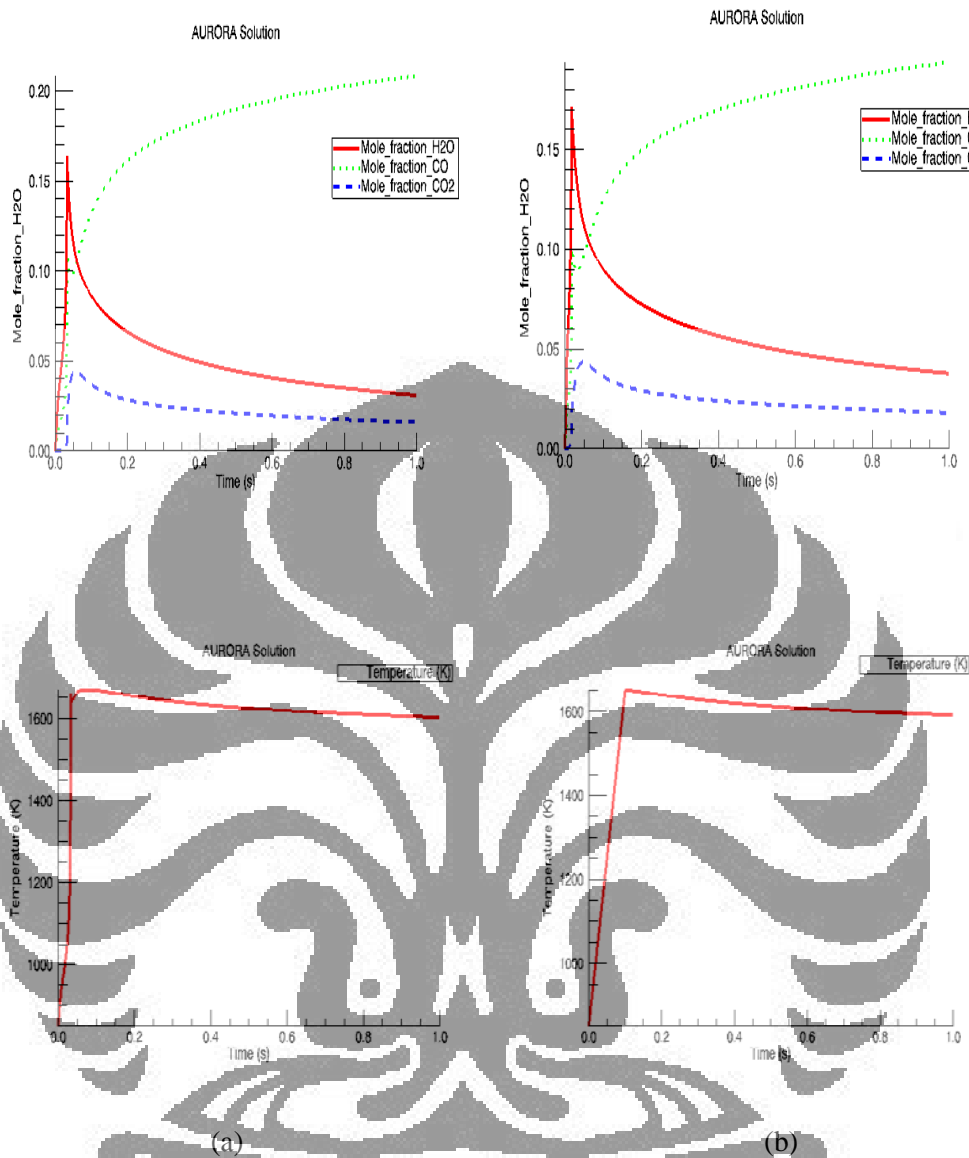 AURORA Solution
Mole_fraction_H2O
0.20
0.15
0.10
0.05
0.00
Mole_fraction_H2O
Mole_fraction_CO
Mole_fraction_CO2
0.0 0.2 0.4 0.6 0.8 1.0
Time (s)
AURORA Solution
Mole_fraction_H2O
0.15
0.10
0.05
0.00
Mole_fraction_
Mole_fraction_
Mole_fraction_
0.0 0.2 0.4 0.6 0.8 1.0
Time (s)
AURORA Solution
Temperature (K)
Temperature (K)
1600
1400
1200
1000
0.0 0.2 0.4 0.6 0.8 1.0
Time (s)
(a)
AURORA Solution
Temperature (K)
Temperature (K)
1600
1400
1200
1000
0.0 0.2 0.4 0.6 0.8 1.0
Time (s)
(b)